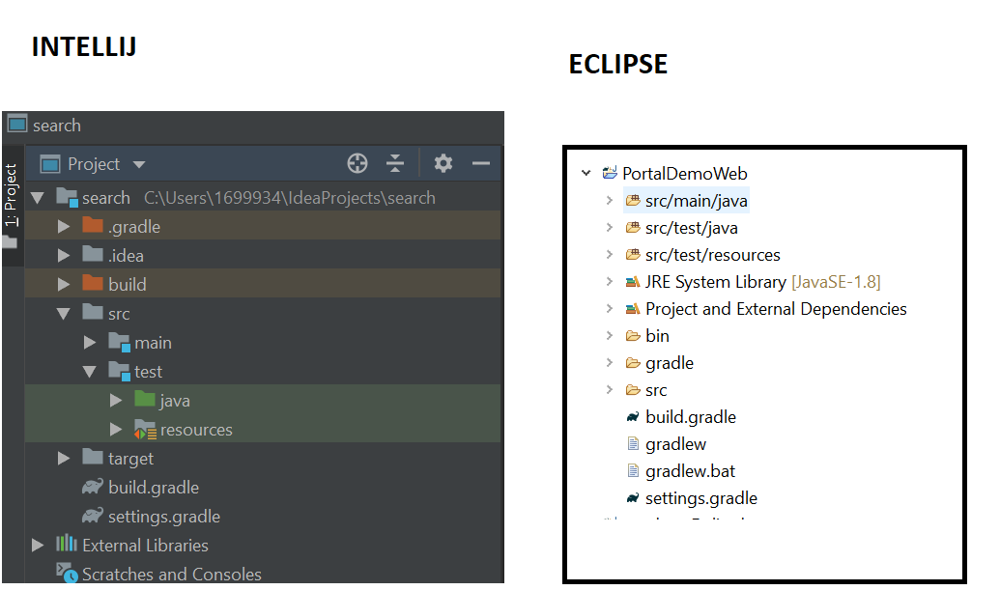 INTELLIJ
search
1: Project
Project
search C:\Users\1699934\IdeaProjects\search
.gradle
.idea
build
src
main
test
java
resources
target
build.gradle
settings.gradle
External Libraries
Scratches and Consoles
ECLIPSE
PortalDemoWeb
src/main/java
src/test/java
src/test/resources
JRE System Library [JavaSE-1.8]
Project and External Dependencies
bin
gradle
src
build.gradle
gradlew
gradlew.bat
settings.gradle